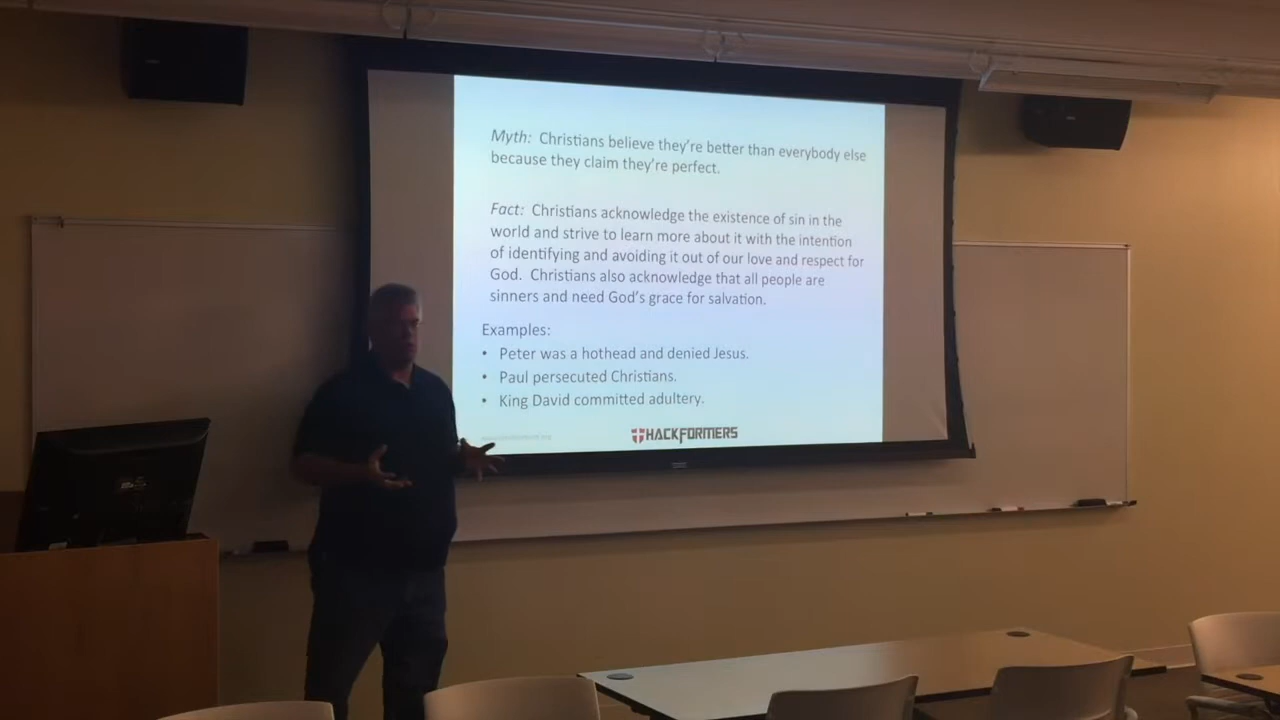 Myth: Christians believe they're better than everybody else
because they claim they're perfect.
Fact: Christians acknowledge the existence of sin in the
world and strive to learn more about it with the intention
of identifying and avoiding it out of our love and respect for
God. Christians also acknowledge that all people are
sinners and need God's grace for salvation.
Examples:
• Peter was a hothead and denied Jesus.
• Paul persecuted Christians.
• King David committed adultery.
HACKFORMERS